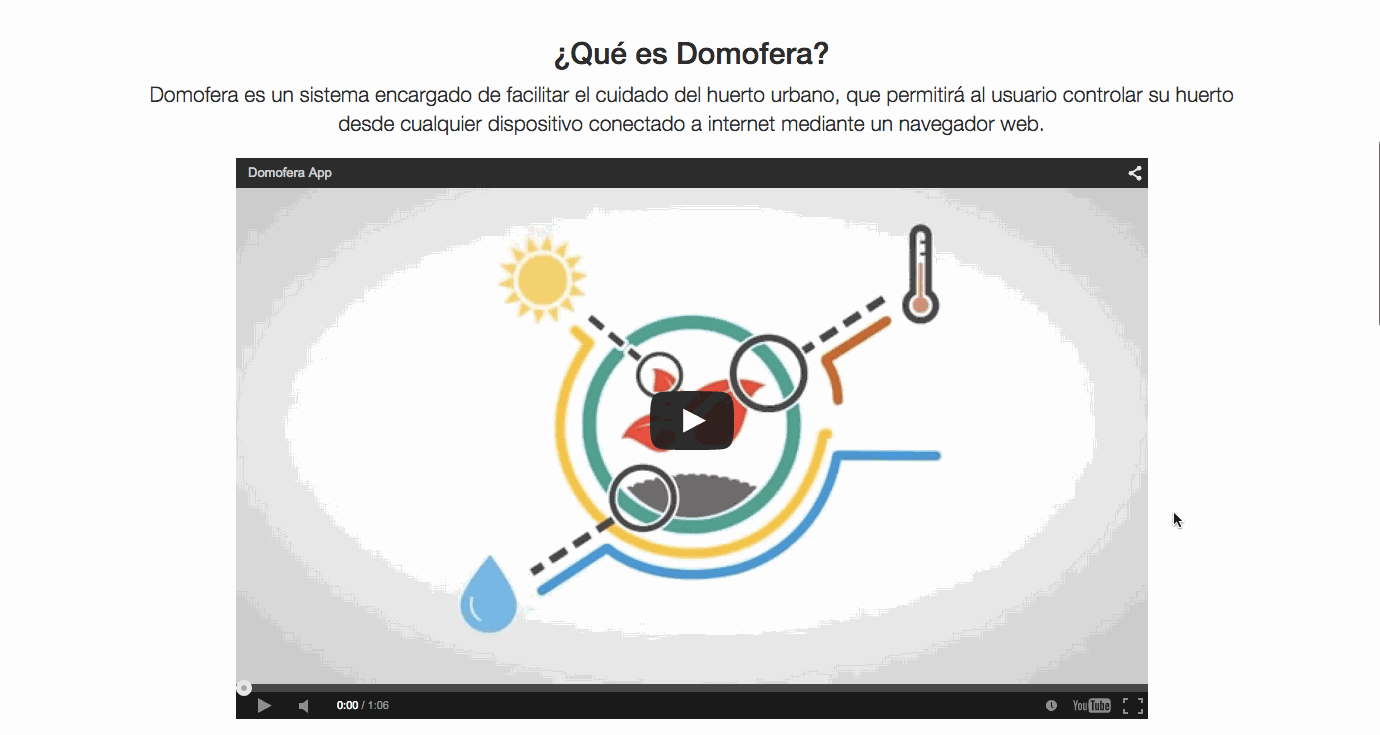 ¿Qué es Domofera?
Domofera es un sistema encargado de facilitar el cuidado del huerto urbano, que permitirá al usuario controlar su huerto
desde cualquier dispositivo conectado a internet mediante un navegador web.
Domofera App
0:00 / 1:06
YouTube